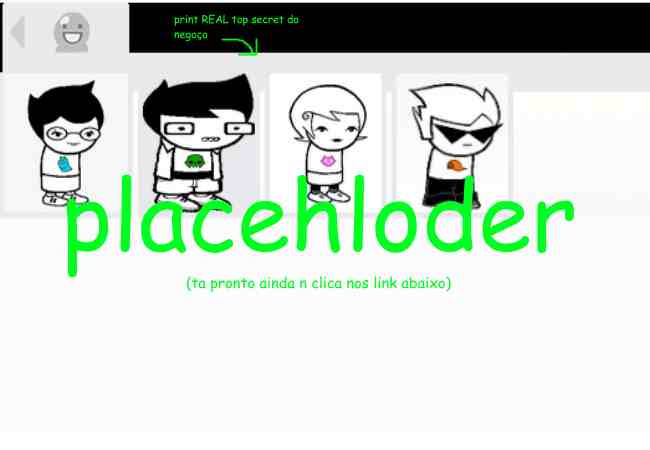 print REAL top secret do
negoço
placehloder
(ta pronto ainda n clica nos link abaixo)